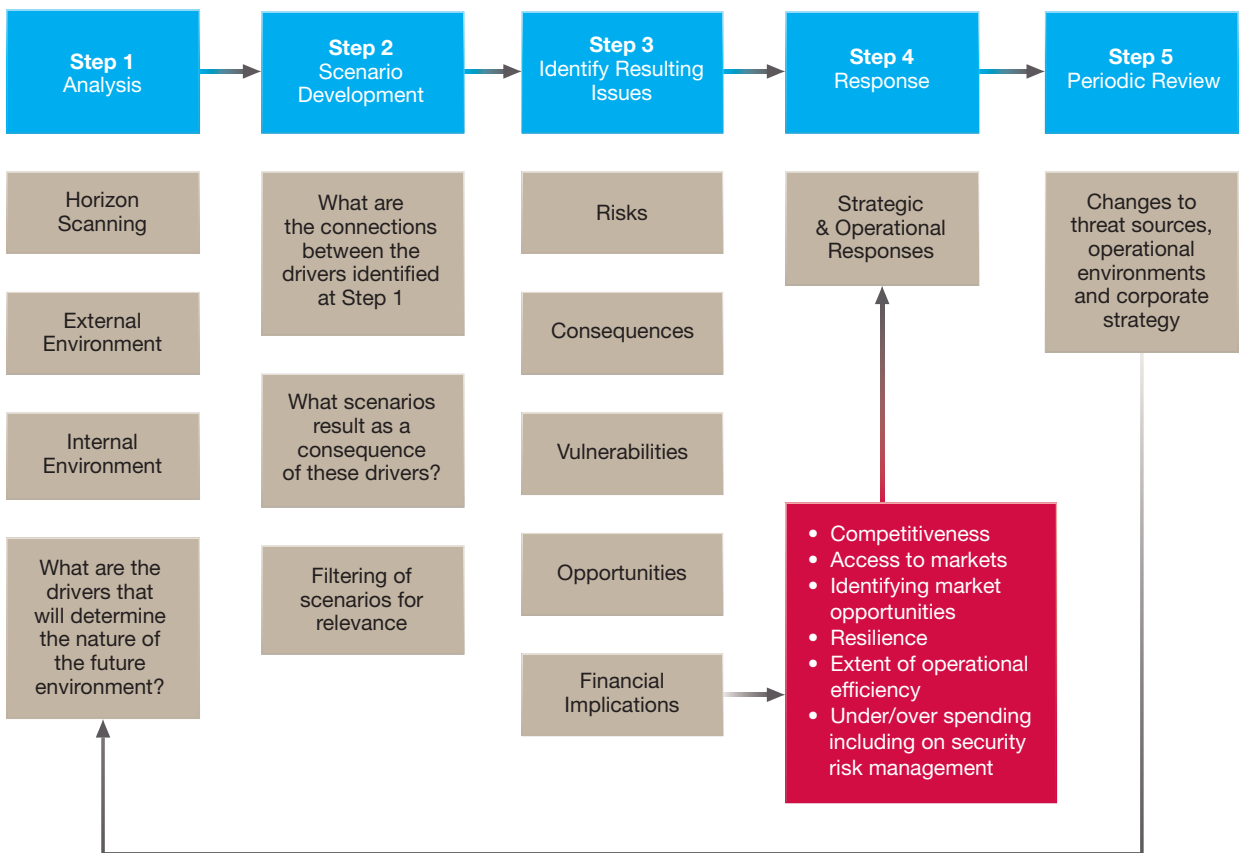 Step 1
Analysis
Step 2
Scenario
Development
Step 3
Identify Resulting
Issues
Step 4
Response
Step 5
Periodic Review
Horizon
Scanning
External
Environment
Internal
Environment
What are the
drivers that
will determine
the nature of
the future
environment?
What are
the connections
between the
drivers identified
at Step 1
What scenarios
result as a
consequence
of these drivers?
Filtering of
scenarios for
relevance
Risks
Consequences
Vulnerabilities
Opportunities
Financial
Implications
Strategic
& Operational
Responses
• Competitiveness
• Access to markets
• Identifying market
opportunities
• Resilience
• Extent of operational
efficiency
• Under/over spending
including on security
risk management
Changes to
threat sources,
operational
environments
and corporate
strategy